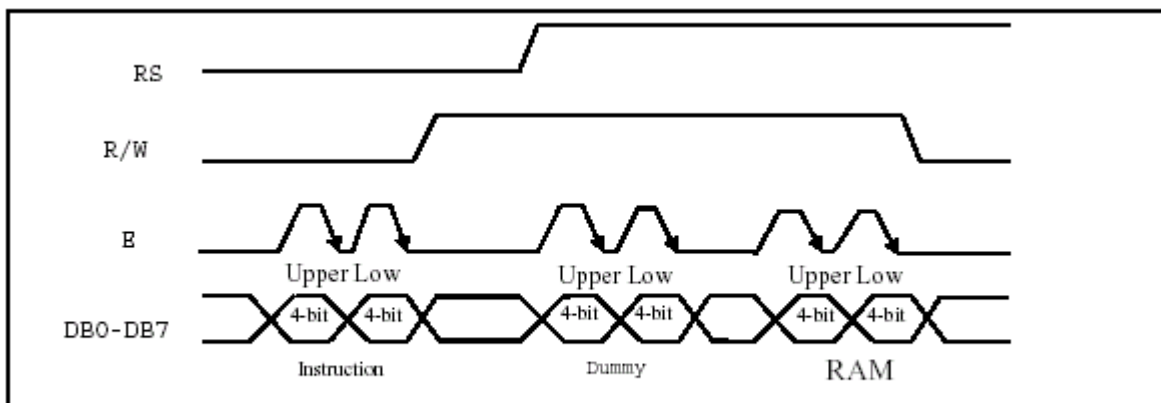 RS
R/W
E
Upper Low Upper Low Upper Low
DB0-DB7
4-bit 4-bit 4-bit 4-bit 4-bit 4-bit
Instruction Dummy RAM